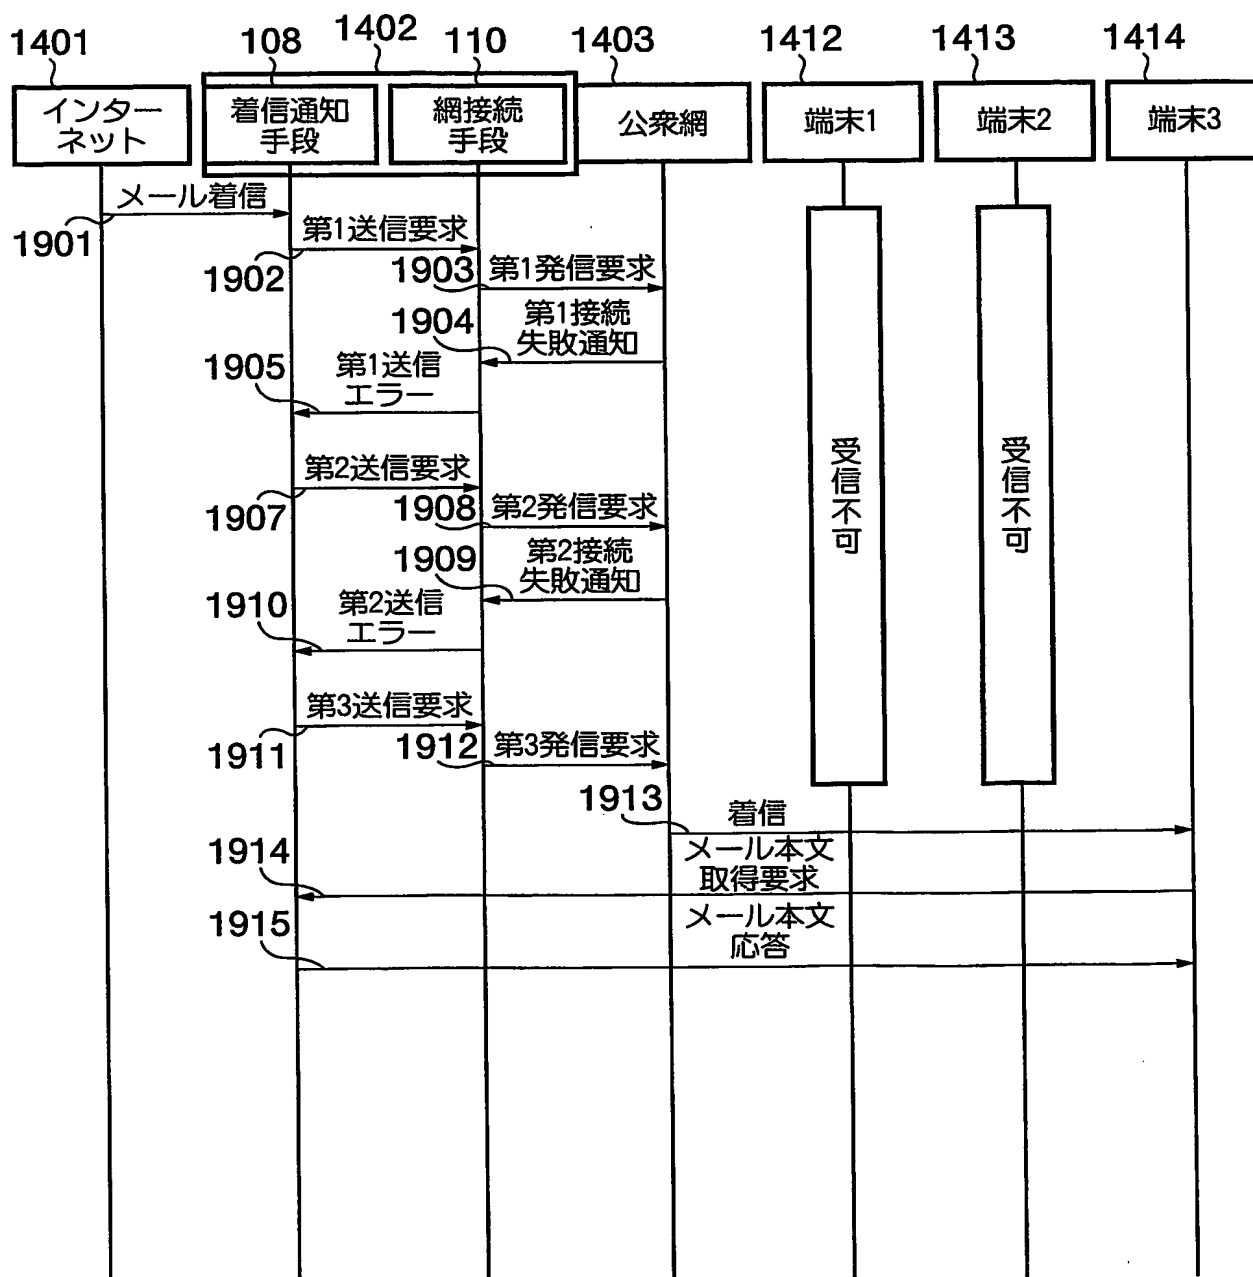 1401
108
1402
110
1403
1412
1413
1414
インター
ネット
着信通知
手段
網接続
手段
公衆網
端末1
端末2
端末3
メール着信
1901
第1送信要求
1902
1903
第1発信要求
1904
第1接続
失敗通知
1905
第1送信
エラー
受信不可
受信不可
第2送信要求
1907
1908
第2発信要求
1909
第2接続
失敗通知
1910
第2送信
エラー
第3送信要求
1911
1912
第3発信要求
1913
着信
1914
メール本文
取得要求
1915
メール本文
応答